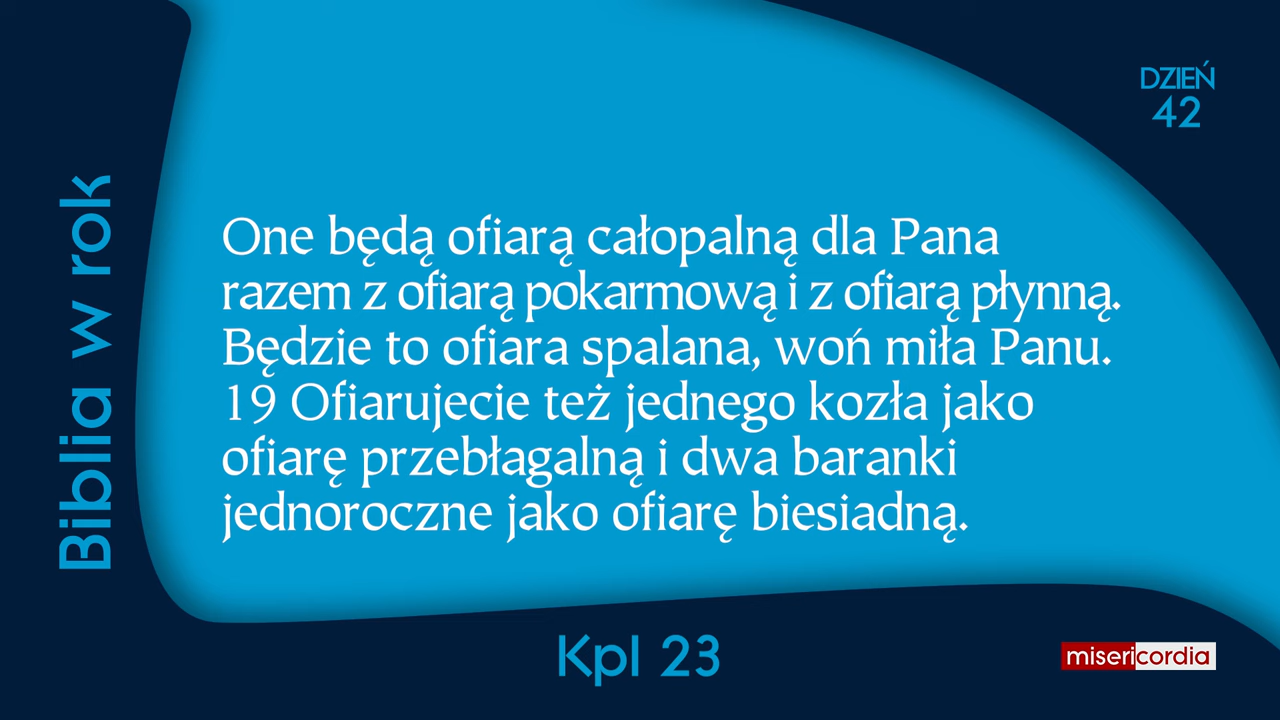 DZIEŃ
42
Biblia w rok
One będą ofiarą całopalną dla Pana
razem z ofiarą pokarmową i z ofiarą płynną.
Będzie to ofiara spalana, woń miła Panu.
19 Ofiarujecie też jednego kozła jako
ofiarę przebłagalną i dwa baranki
jednoroczne jako ofiarę biesiadną.
Kpl 23
misericordia